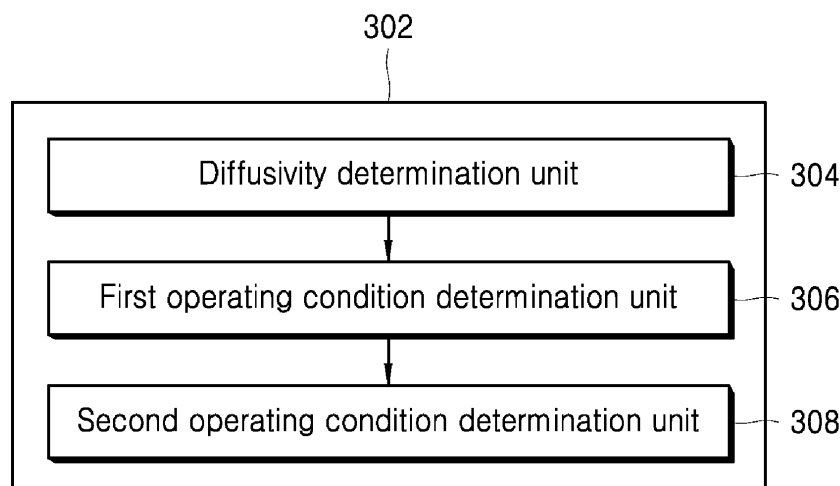 302
Diffusivity determination unit
304
First operating condition determination unit
306
Second operating condition determination unit
308